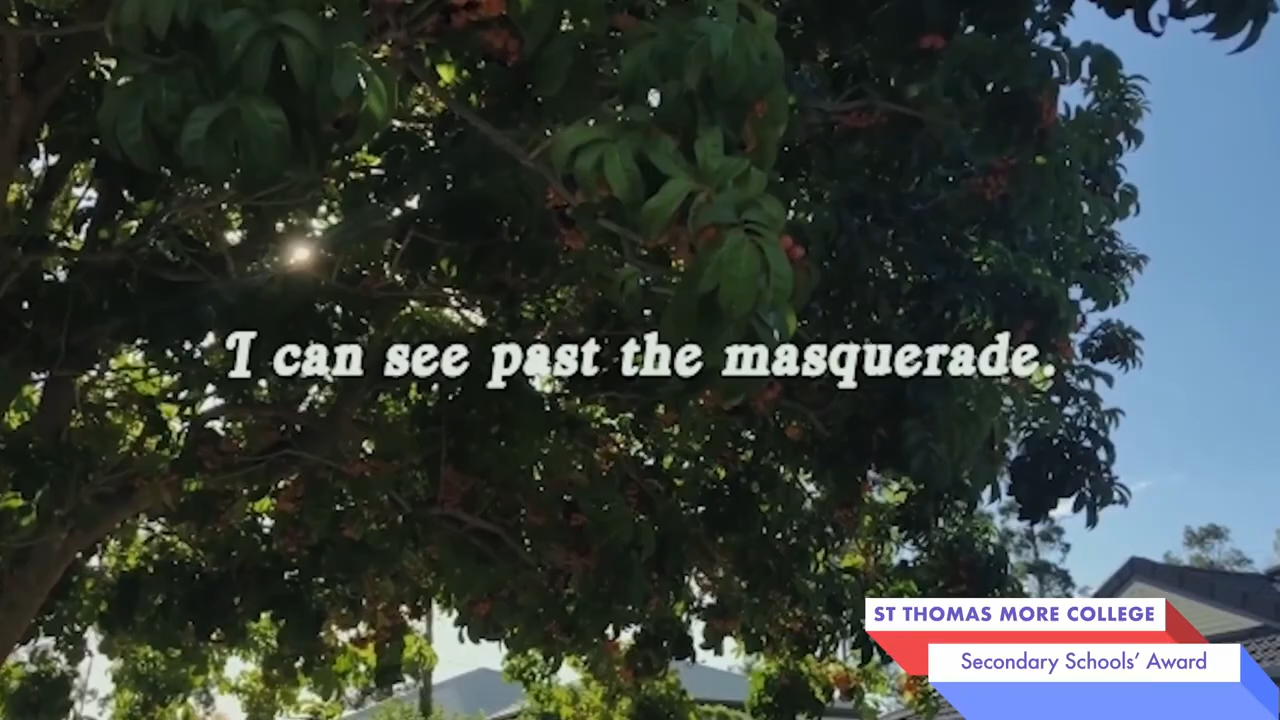 I can see past the masquerade.
ST THOMAS MORE COLLEGE
Secondary Schools' Award